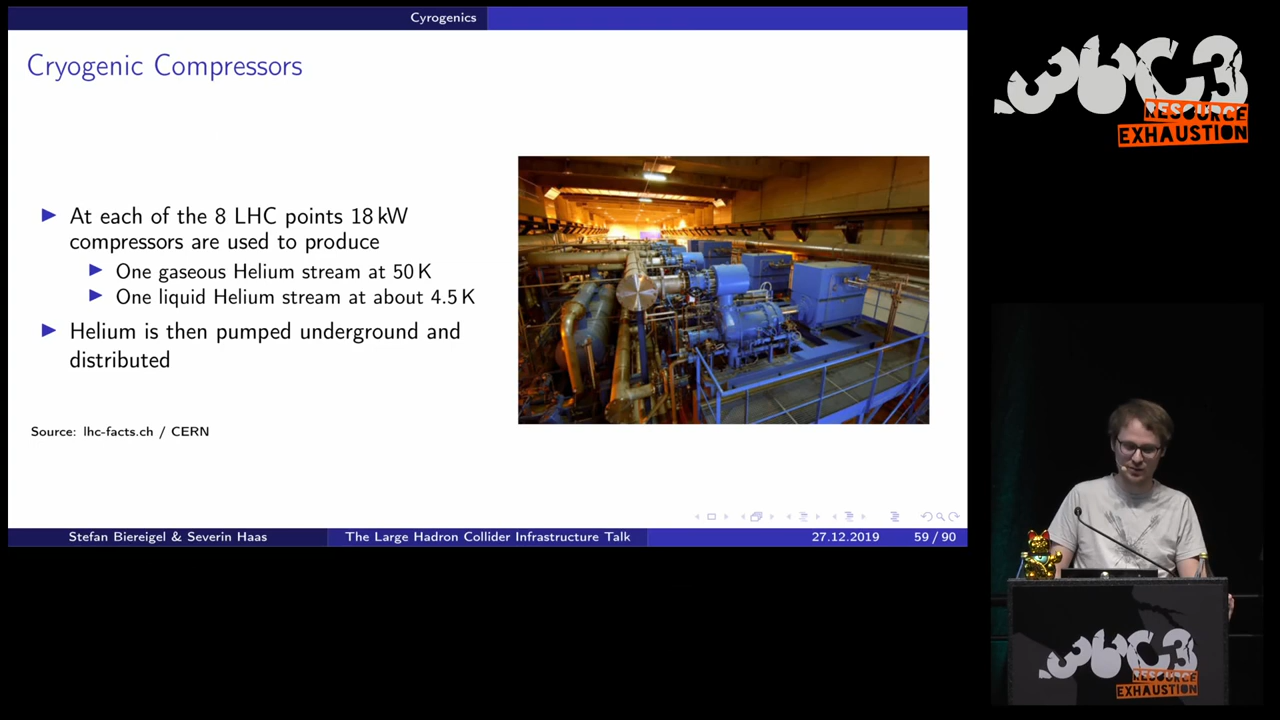 Cyrogenics
Cryogenic Compressors
At each of the 8 LHC points 18 kW
compressors are used to produce
One gaseous Helium stream at 50 K
One liquid Helium stream at about 4.5 K
Helium is then pumped underground and
distributed
Source: lhc-facts.ch / CERN
Stefan Biereigel & Severin Haas
The Large Hadron Collider Infrastructure Talk
27.12.2019
59 / 90
36C3
RESOURCE
EXHAUSTION
36C3
RESOURCE
EXHAUSTION